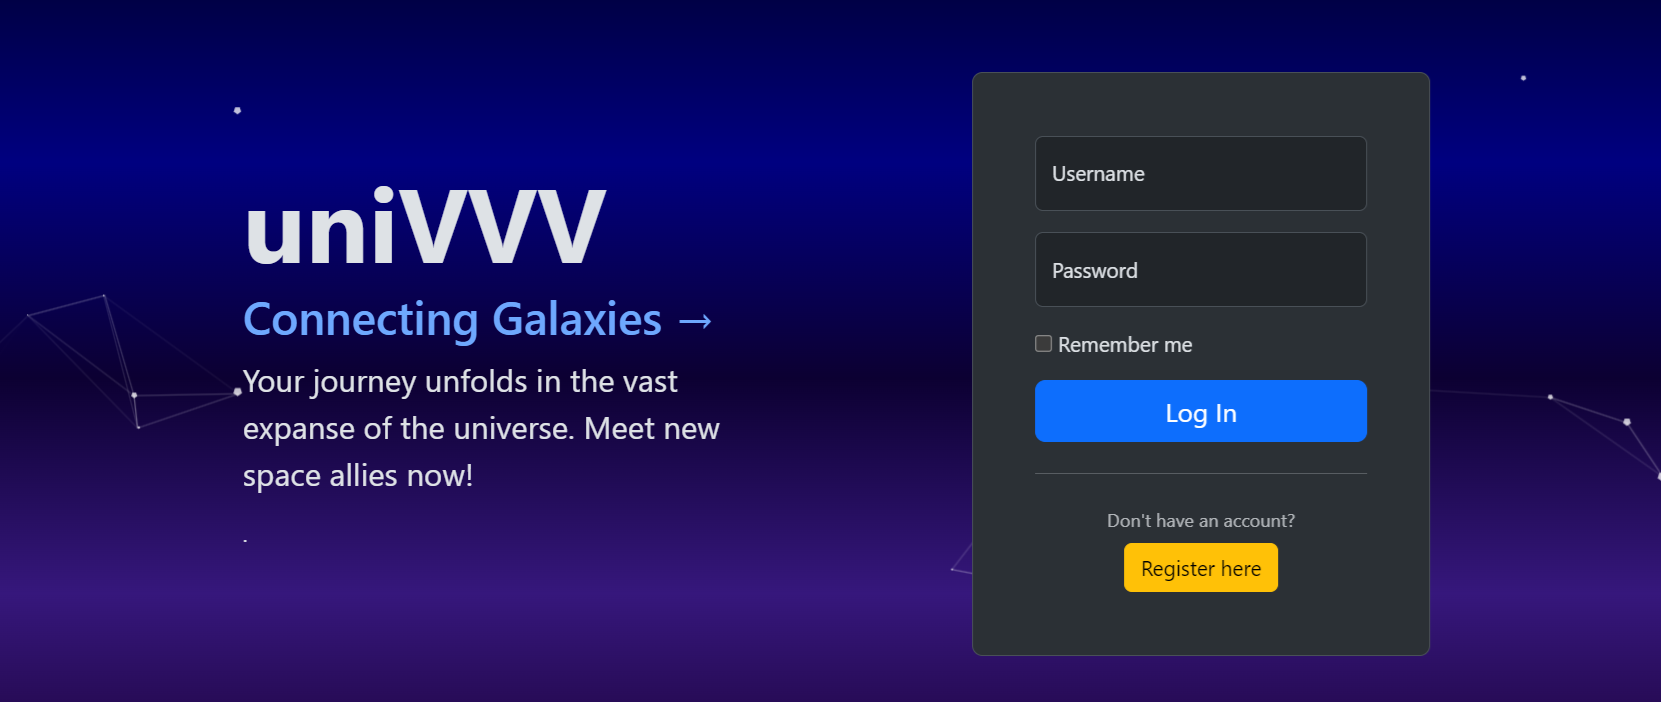 uniVVV
Connecting Galaxies →
Your journey unfolds in the vast
expanse of the universe. Meet new
space allies now!
.
Username
Password
Remember me
Log In
Don't have an account?
Register here